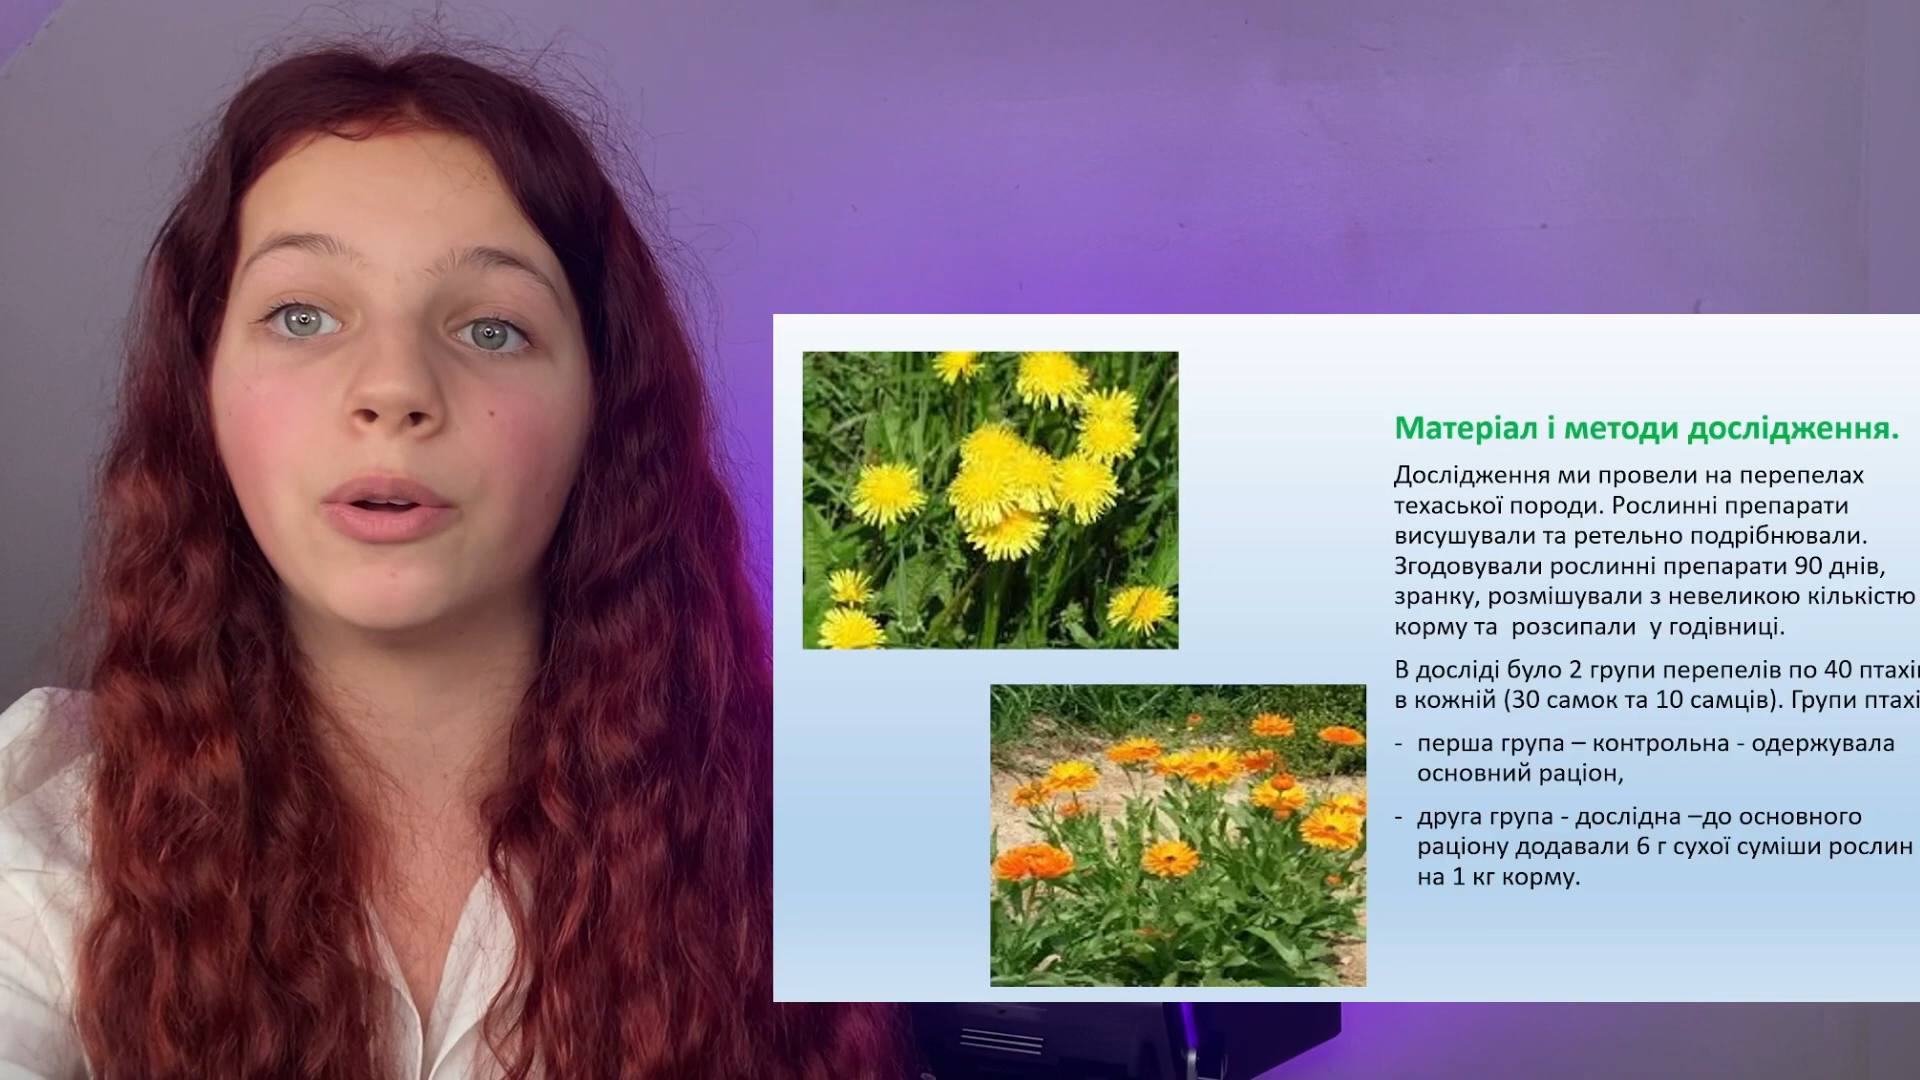 Матеріал і методи дослідження.
Дослідження ми провели на перепелах
техаської породи. Рослинні препарати
висушували та ретельно подрібнювали.
Згодовували рослинні препарати 90 днів,
зранку, розмішували з невеликою кількістю
корму та розсипали у годівниці.
В досліді було 2 групи перепелів по 40
в кожній (30 самок та 10 самців). Групи
- перша група – контрольна - одержувала
основний раціон,
- друга група - дослідна –до основного
раціону додавали 6 г сухої суміши рослин
на 1 кг корму.